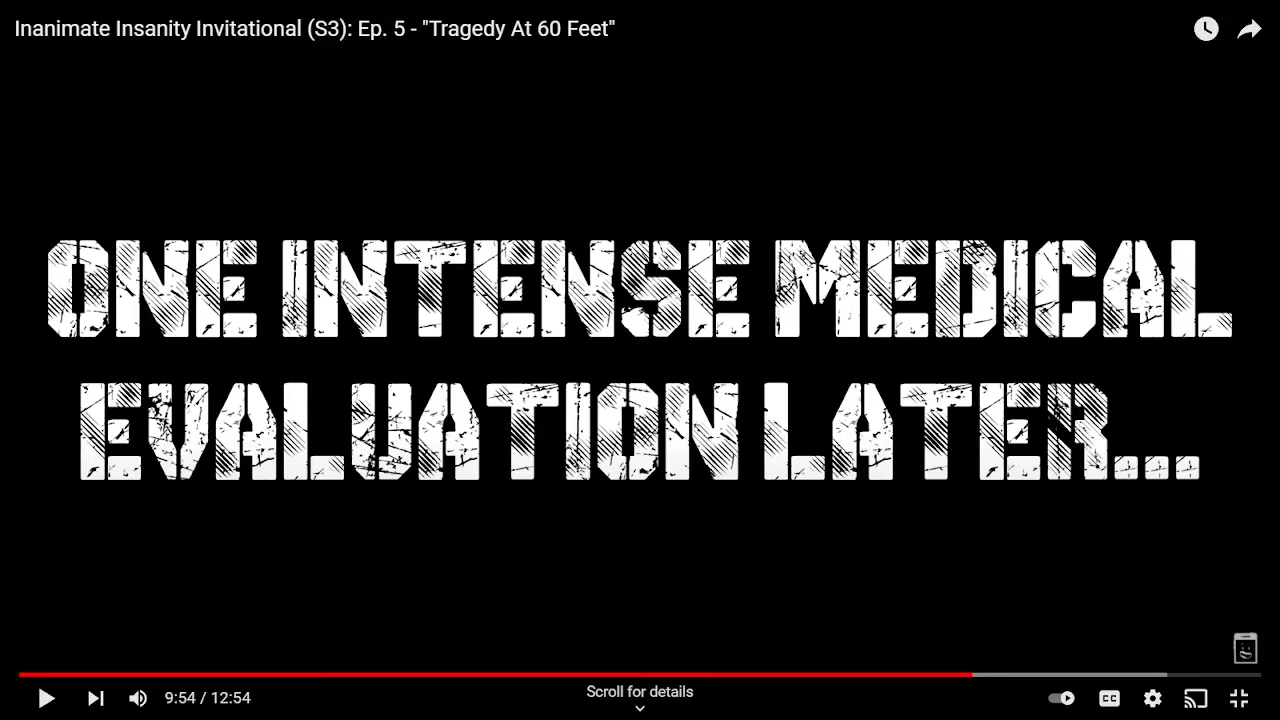 Inanimate Insanity Invitational (S3): Ep. 5 - "Tragedy At 60 Feet"
ONE INTENSE MEDICAL
EVALUATION LATER...
9:54 / 12:54
Scroll for details
CC